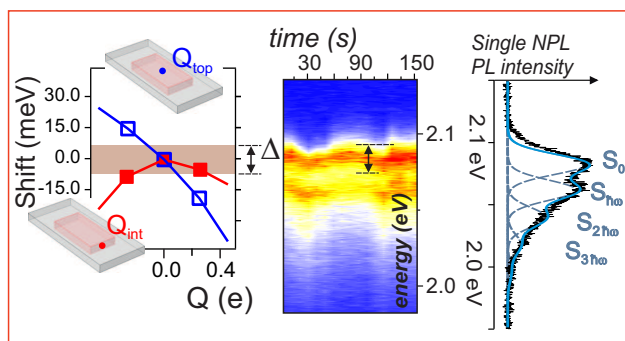 Q_top
Q_int
Shift (meV)
30.0
15.0
0.0
-15.0
0.0
0.4
Q (e)
Δ
time (s)
30
90
150
2.1
2.0
energy (eV)
Single NPL
PL intensity
2.1 eV
2.0 eV
S_0
S_ℏω
S_2ℏω
S_3ℏω